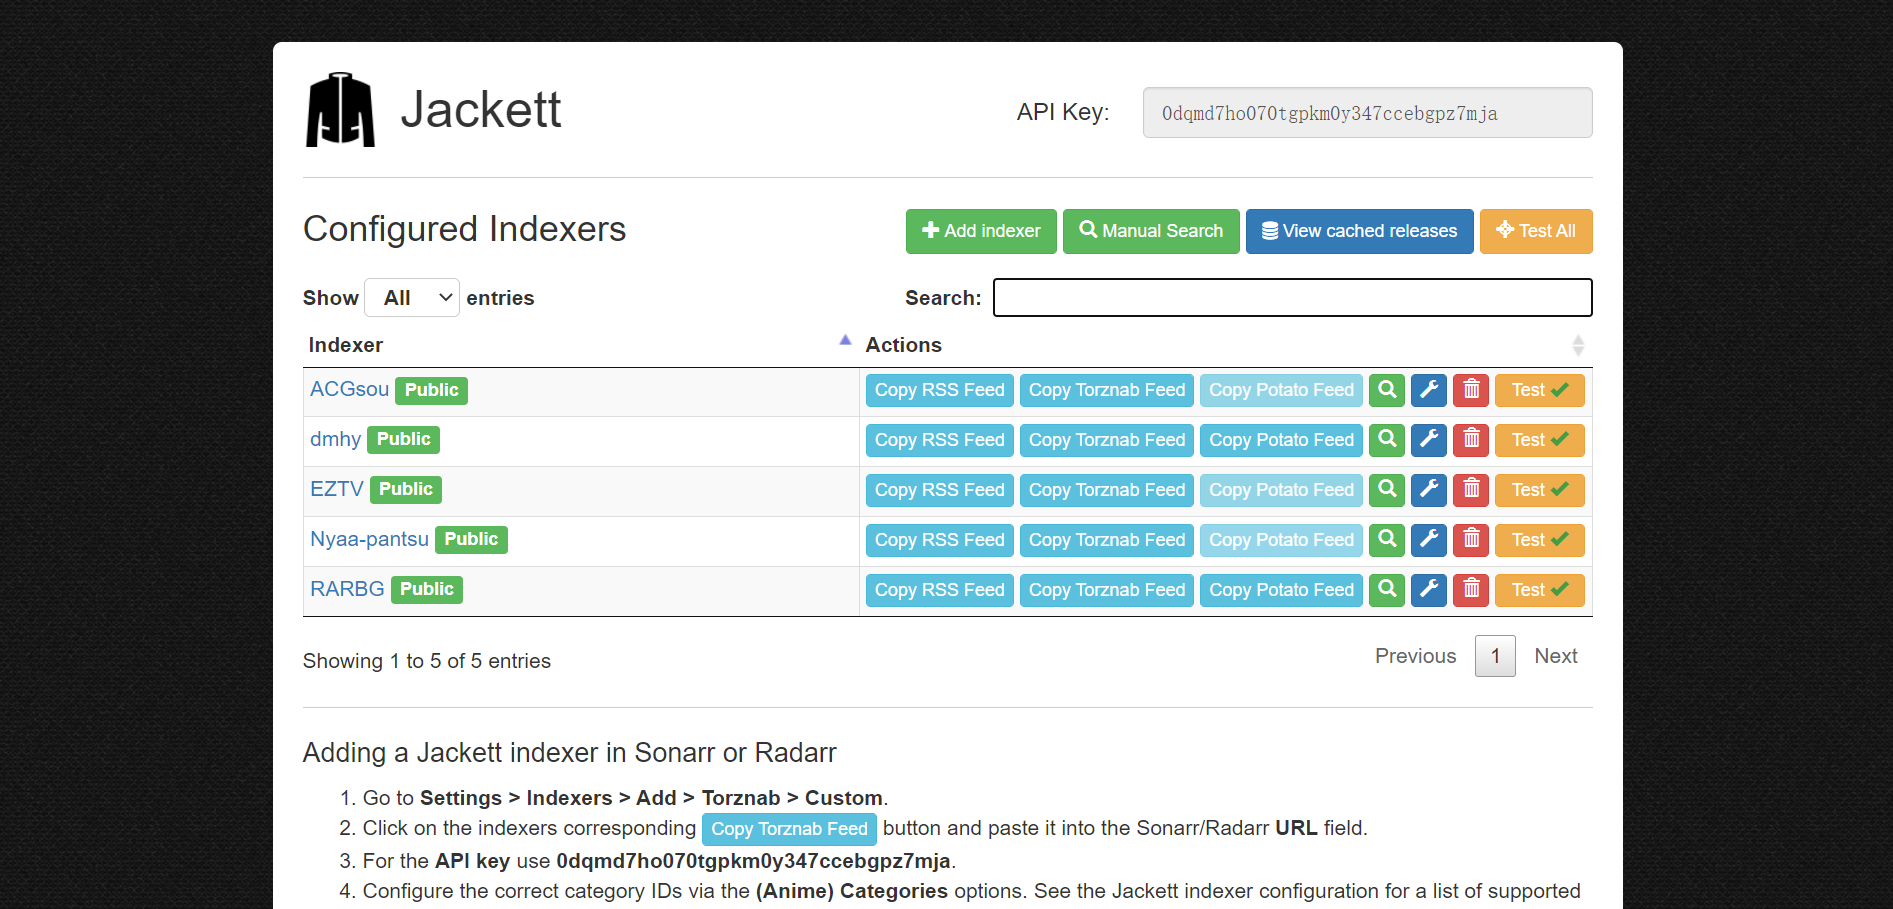 Jackett
API Key: 0dqmd7ho070tgpkm0y347ccebgpz7mja
Configured Indexers
Add indexer Manual Search View cached releases Test All
Show All entries Search:
Indexer Actions
ACGsou Public Copy RSS Feed Copy Torznab Feed Copy Potato Feed Test
dmhy Public Copy RSS Feed Copy Torznab Feed Copy Potato Feed Test
EZTV Public Copy RSS Feed Copy Torznab Feed Copy Potato Feed Test
Nyaa-pantsu Public Copy RSS Feed Copy Torznab Feed Copy Potato Feed Test
RARBG Public Copy RSS Feed Copy Torznab Feed Copy Potato Feed Test
Showing 1 to 5 of 5 entries Previous 1 Next
Adding a Jackett indexer in Sonarr or Radarr
1. Go to Settings > Indexers > Add > Torznab > Custom.
2. Click on the indexers corresponding Copy Torznab Feed button and paste it into the Sonarr/Radarr URL field.
3. For the API key use 0dqmd7ho070tgpkm0y347ccebgpz7mja.
4. Configure the correct category IDs via the (Anime) Categories options. See the Jackett indexer configuration for a list of supported